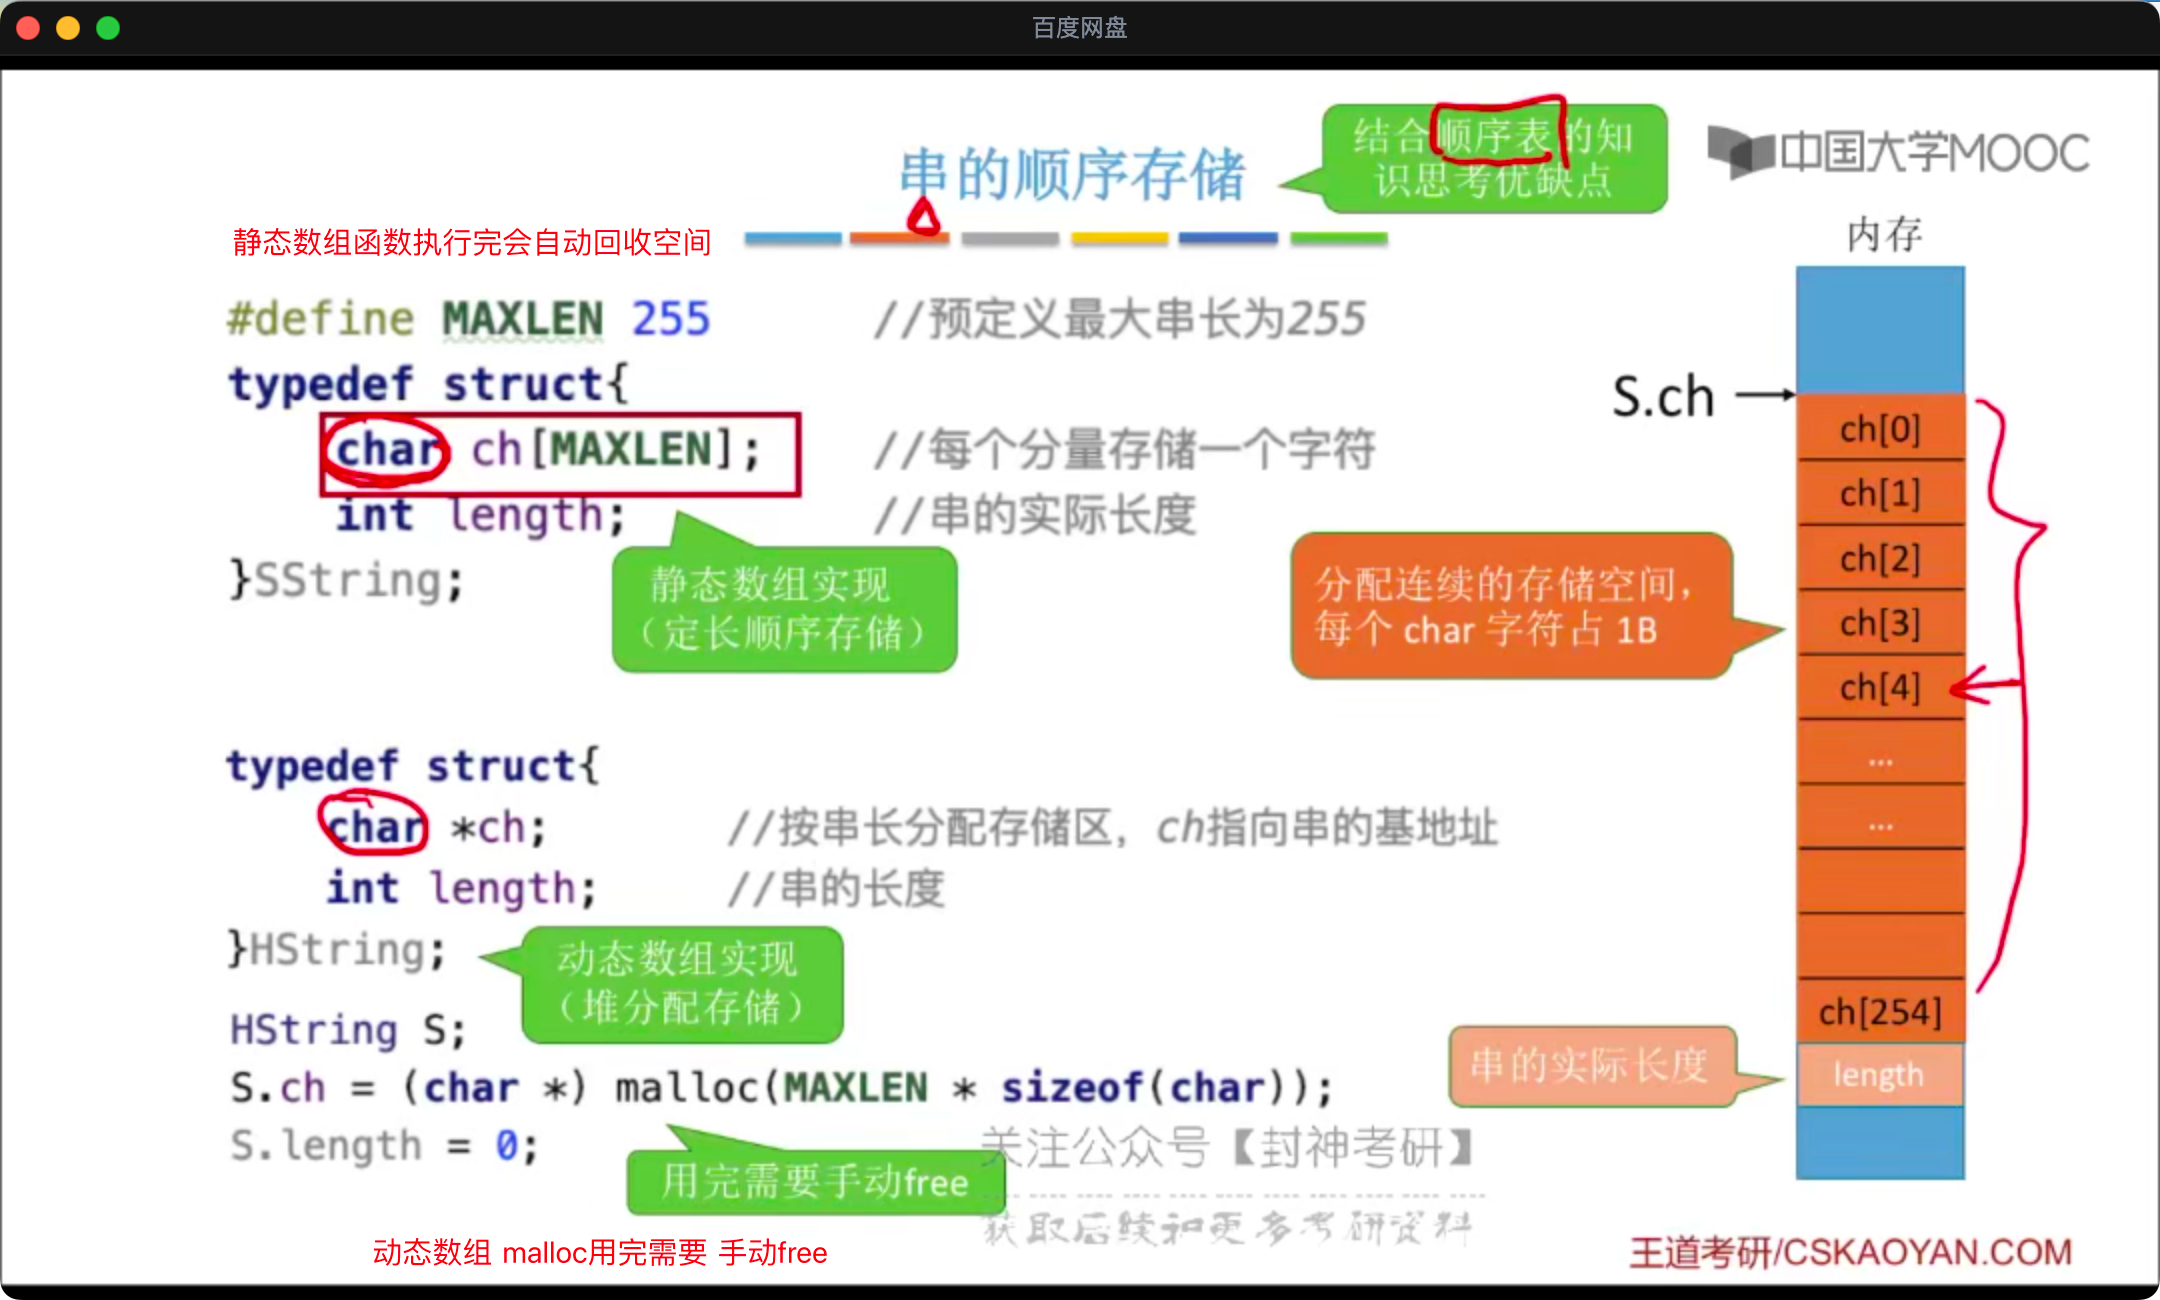 百度网盘
结合顺序表的知
识思考优缺点
中国大学MOOC
串的顺序存储
内存
静态数组函数执行完会自动回收空间
#define MAXLEN 255 //预定义最大串长为255
typedef struct{
char ch[MAXLEN]; //每个分量存储一个字符
int length; //串的实际长度
}SString;
静态数组实现
（定长顺序存储）
S.ch
分配连续的存储空间，
每个 char 字符占 1B
ch[0]
ch[1]
ch[2]
ch[3]
ch[4]
...
...
ch[254]
length
串的实际长度
typedef struct{
char *ch; //按串长分配存储区，ch指向串的基地址
int length; //串的长度
}HString;
动态数组实现
（堆分配存储）
HString S;
S.ch = (char *) malloc(MAXLEN * sizeof(char));
S.length = 0;
用完需要手动free
关注公众号【封神考研】
获取后续和更多考研资料
动态数组 malloc用完需要 手动free
王道考研/CSKAOYAN.COM